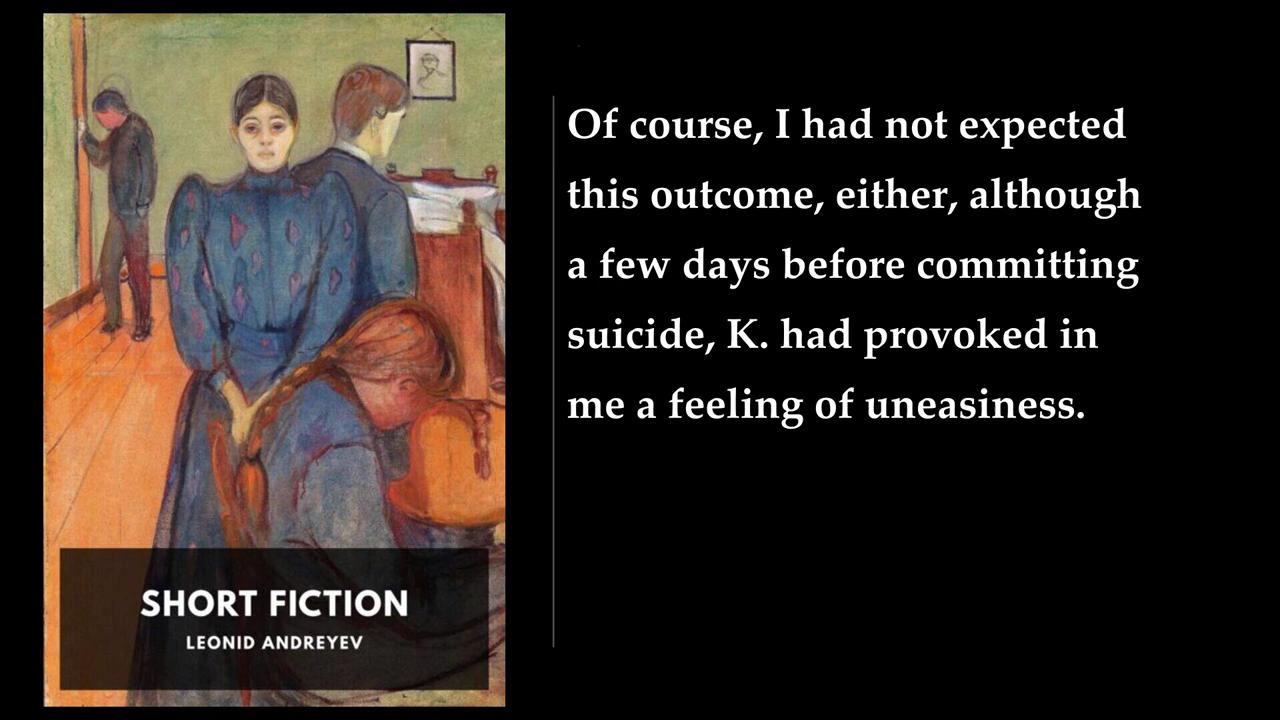 Of course, I had not expected
this outcome, either, although
a few days before committing
suicide, K. had provoked in
me a feeling of uneasiness.
SHORT FICTION
LEONID ANDREYEV